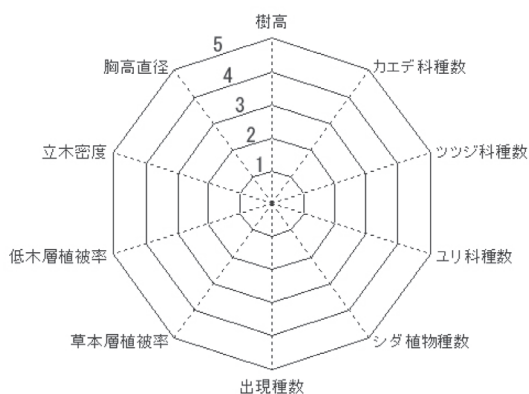 樹高
5
胸高直径
カエデ科種数
4
3
2
立木密度
ツツジ科種数
1
低木層植被率
ユリ科種数
草本層植被率
シダ植物種数
出現種数